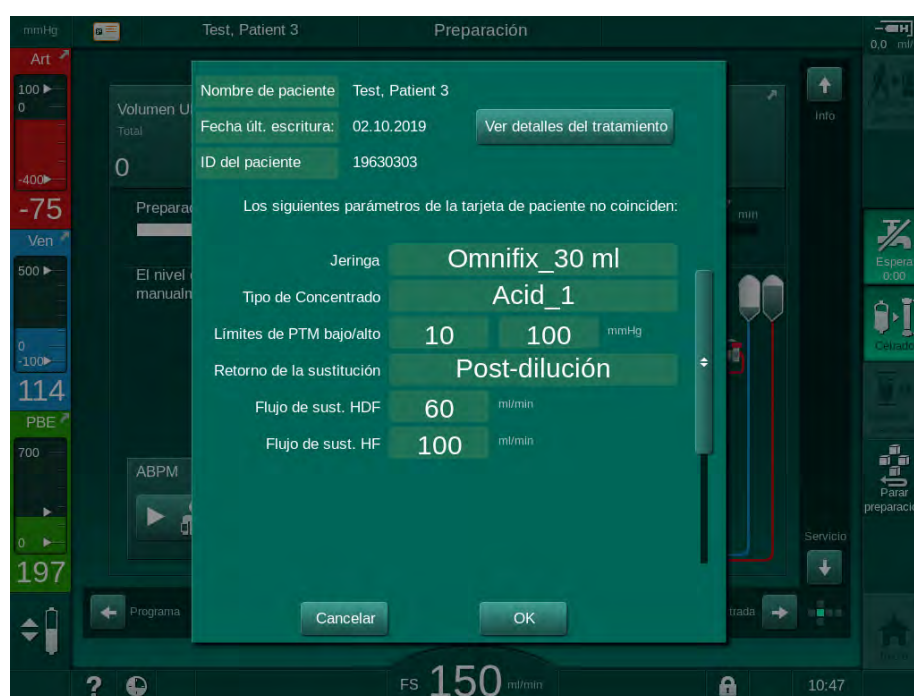 mmHg
Test, Patient 3
Preparación
0,0 ml/
Art
100
0
-400
-75
Ven
500
0
-100
114
PBE
700
0
197
Volumen U
Total
0
Info
Prepara
min
El nivel
manualm
ABPM
Programa
trada
Servicio
Nombre de paciente Test, Patient 3
Fecha últ. escritura: 02.10.2019 Ver detalles del tratamiento
ID del paciente 19630303
Los siguientes parámetros de la tarjeta de paciente no coinciden:
Jeringa Omnifix_30 ml
Tipo de Concentrado Acid_1
Límites de PTM bajo/alto 10 100 mmHg
Retorno de la sustitución Post-dilución
Flujo de sust. HDF 60 ml/min
Flujo de sust. HF 100 ml/min
Cancelar OK
Espera
0:00
Cebado
Parar
preparació
? FS 150 ml/min 10:47